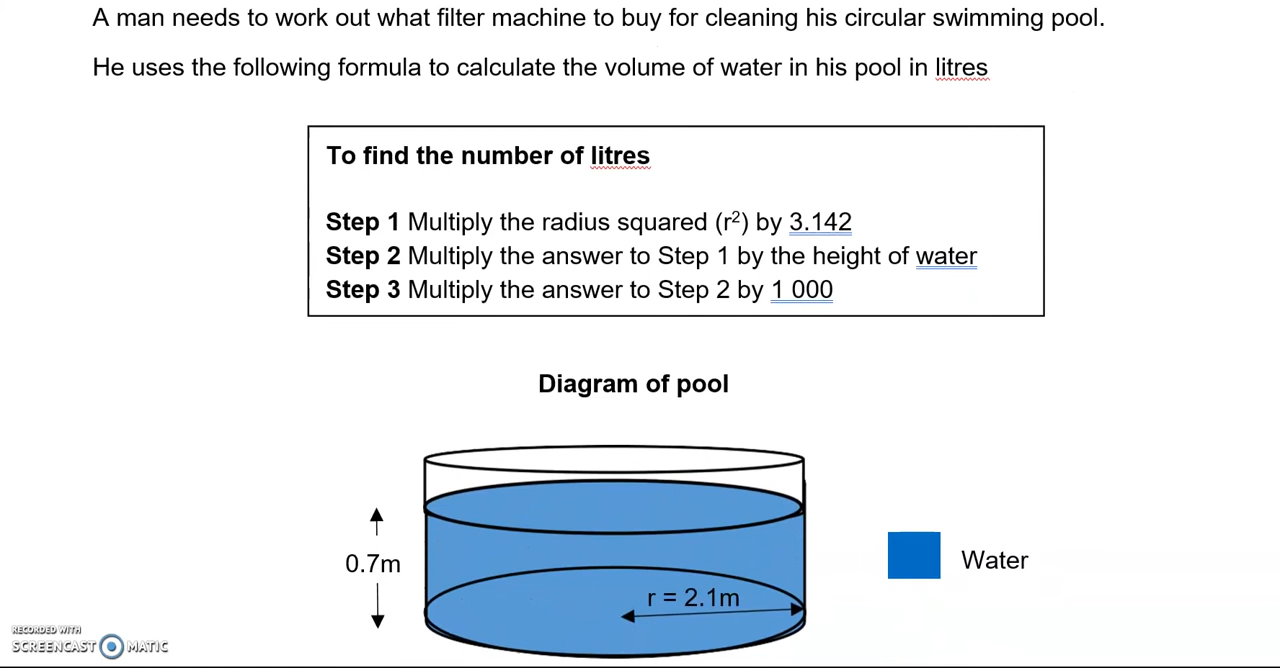 A man needs to work out what filter machine to buy for cleaning his circular swimming pool.
He uses the following formula to calculate the volume of water in his pool in litres
To find the number of litres
Step 1 Multiply the radius squared (r²) by 3.142
Step 2 Multiply the answer to Step 1 by the height of water
Step 3 Multiply the answer to Step 2 by 1 000
Diagram of pool
0.7m
r = 2.1m
Water
RECORDED WITH
SCREENCAST MATIC